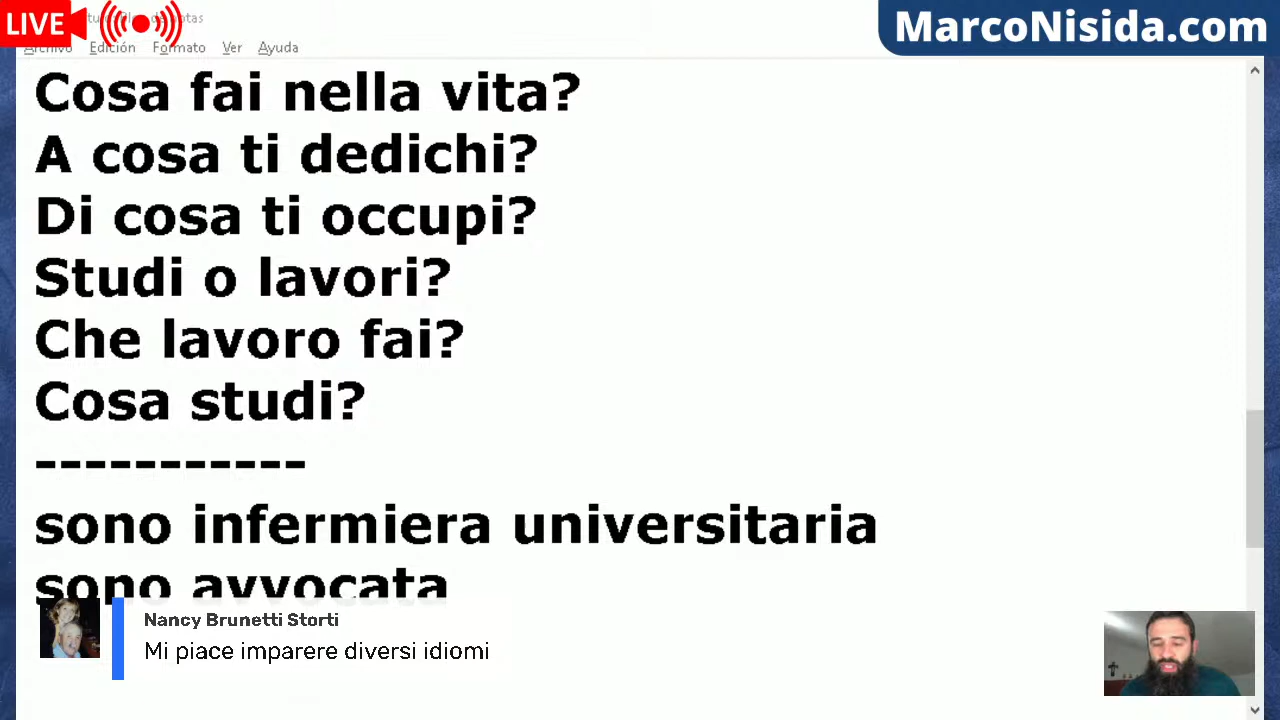 LIVE
MarcoNisida.com
Archivo Edición Formato Ver Ayuda
Cosa fai nella vita?
A cosa ti dedichi?
Di cosa ti occupi?
Studi o lavori?
Che lavoro fai?
Cosa studi?
-----------
sono infermiera universitaria
sono avvocata
Nancy Brunetti Storti
Mi piace imparere diversi idiomi